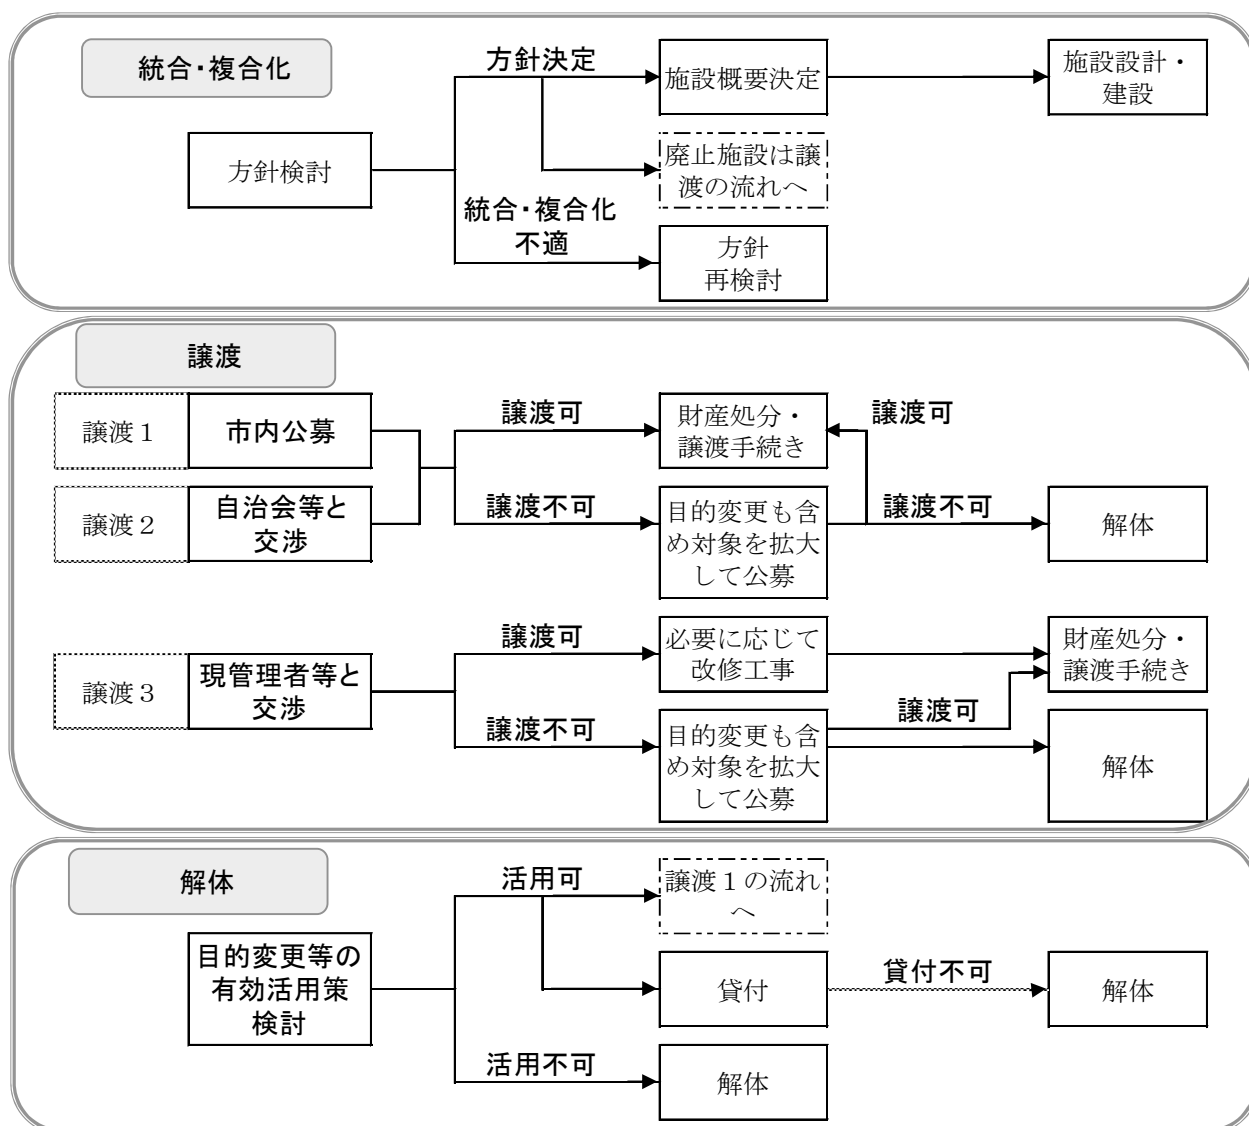 統合・複合化
方針決定
施設概要決定
施設設計・
建設
方針検討
廃止施設は譲
渡の流れへ
統合・複合化
不適
方針
再検討
譲渡
譲渡１
市内公募
譲渡可
財産処分・
譲渡手続き
譲渡可
譲渡２
自治会等と
交渉
譲渡不可
目的変更も含
め対象を拡大
して公募
譲渡不可
解体
譲渡３
現管理者等と
交渉
譲渡可
必要に応じて
改修工事
財産処分・
譲渡手続き
譲渡可
譲渡不可
目的変更も含
め対象を拡大
して公募
解体
解体
活用可
譲渡１の流れ
へ
目的変更等の
有効活用策
検討
貸付
貸付不可
解体
活用不可
解体